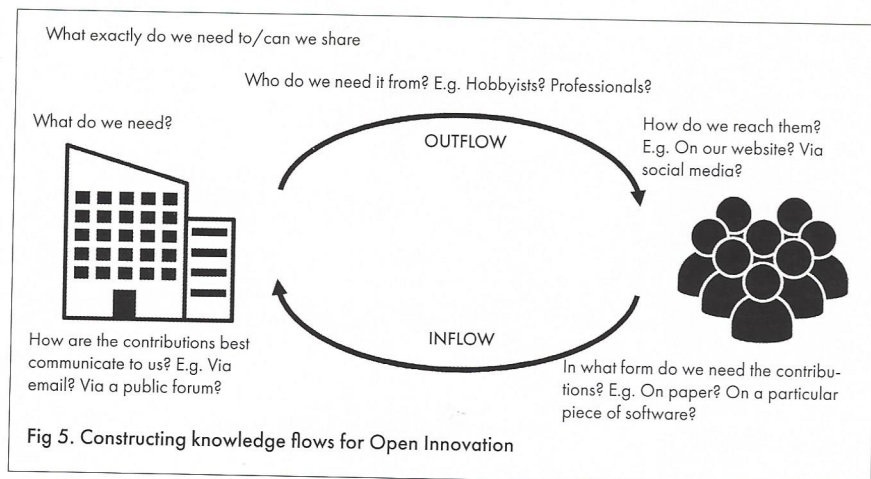 What exactly do we need to/can we share
Who do we need it from? E.g. Hobbyists? Professionals?
What do we need?
OUTFLOW
How do we reach them?
E.g. On our website? Via
social media?
How are the contributions best
communicate to us? E.g. Via
email? Via a public forum?
INFLOW
In what form do we need the contribu-
tions? E.g. On paper? On a particular
piece of software?
Fig 5. Constructing knowledge flows for Open Innovation